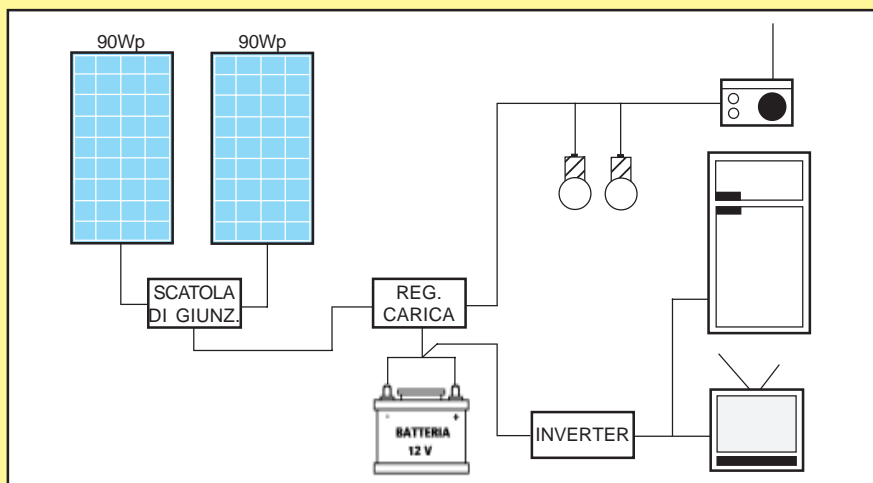 90Wp
90Wp
SCATOLA
DI GIUNZ.
REG.
CARICA
- +
BATTERIA
12 V
INVERTER